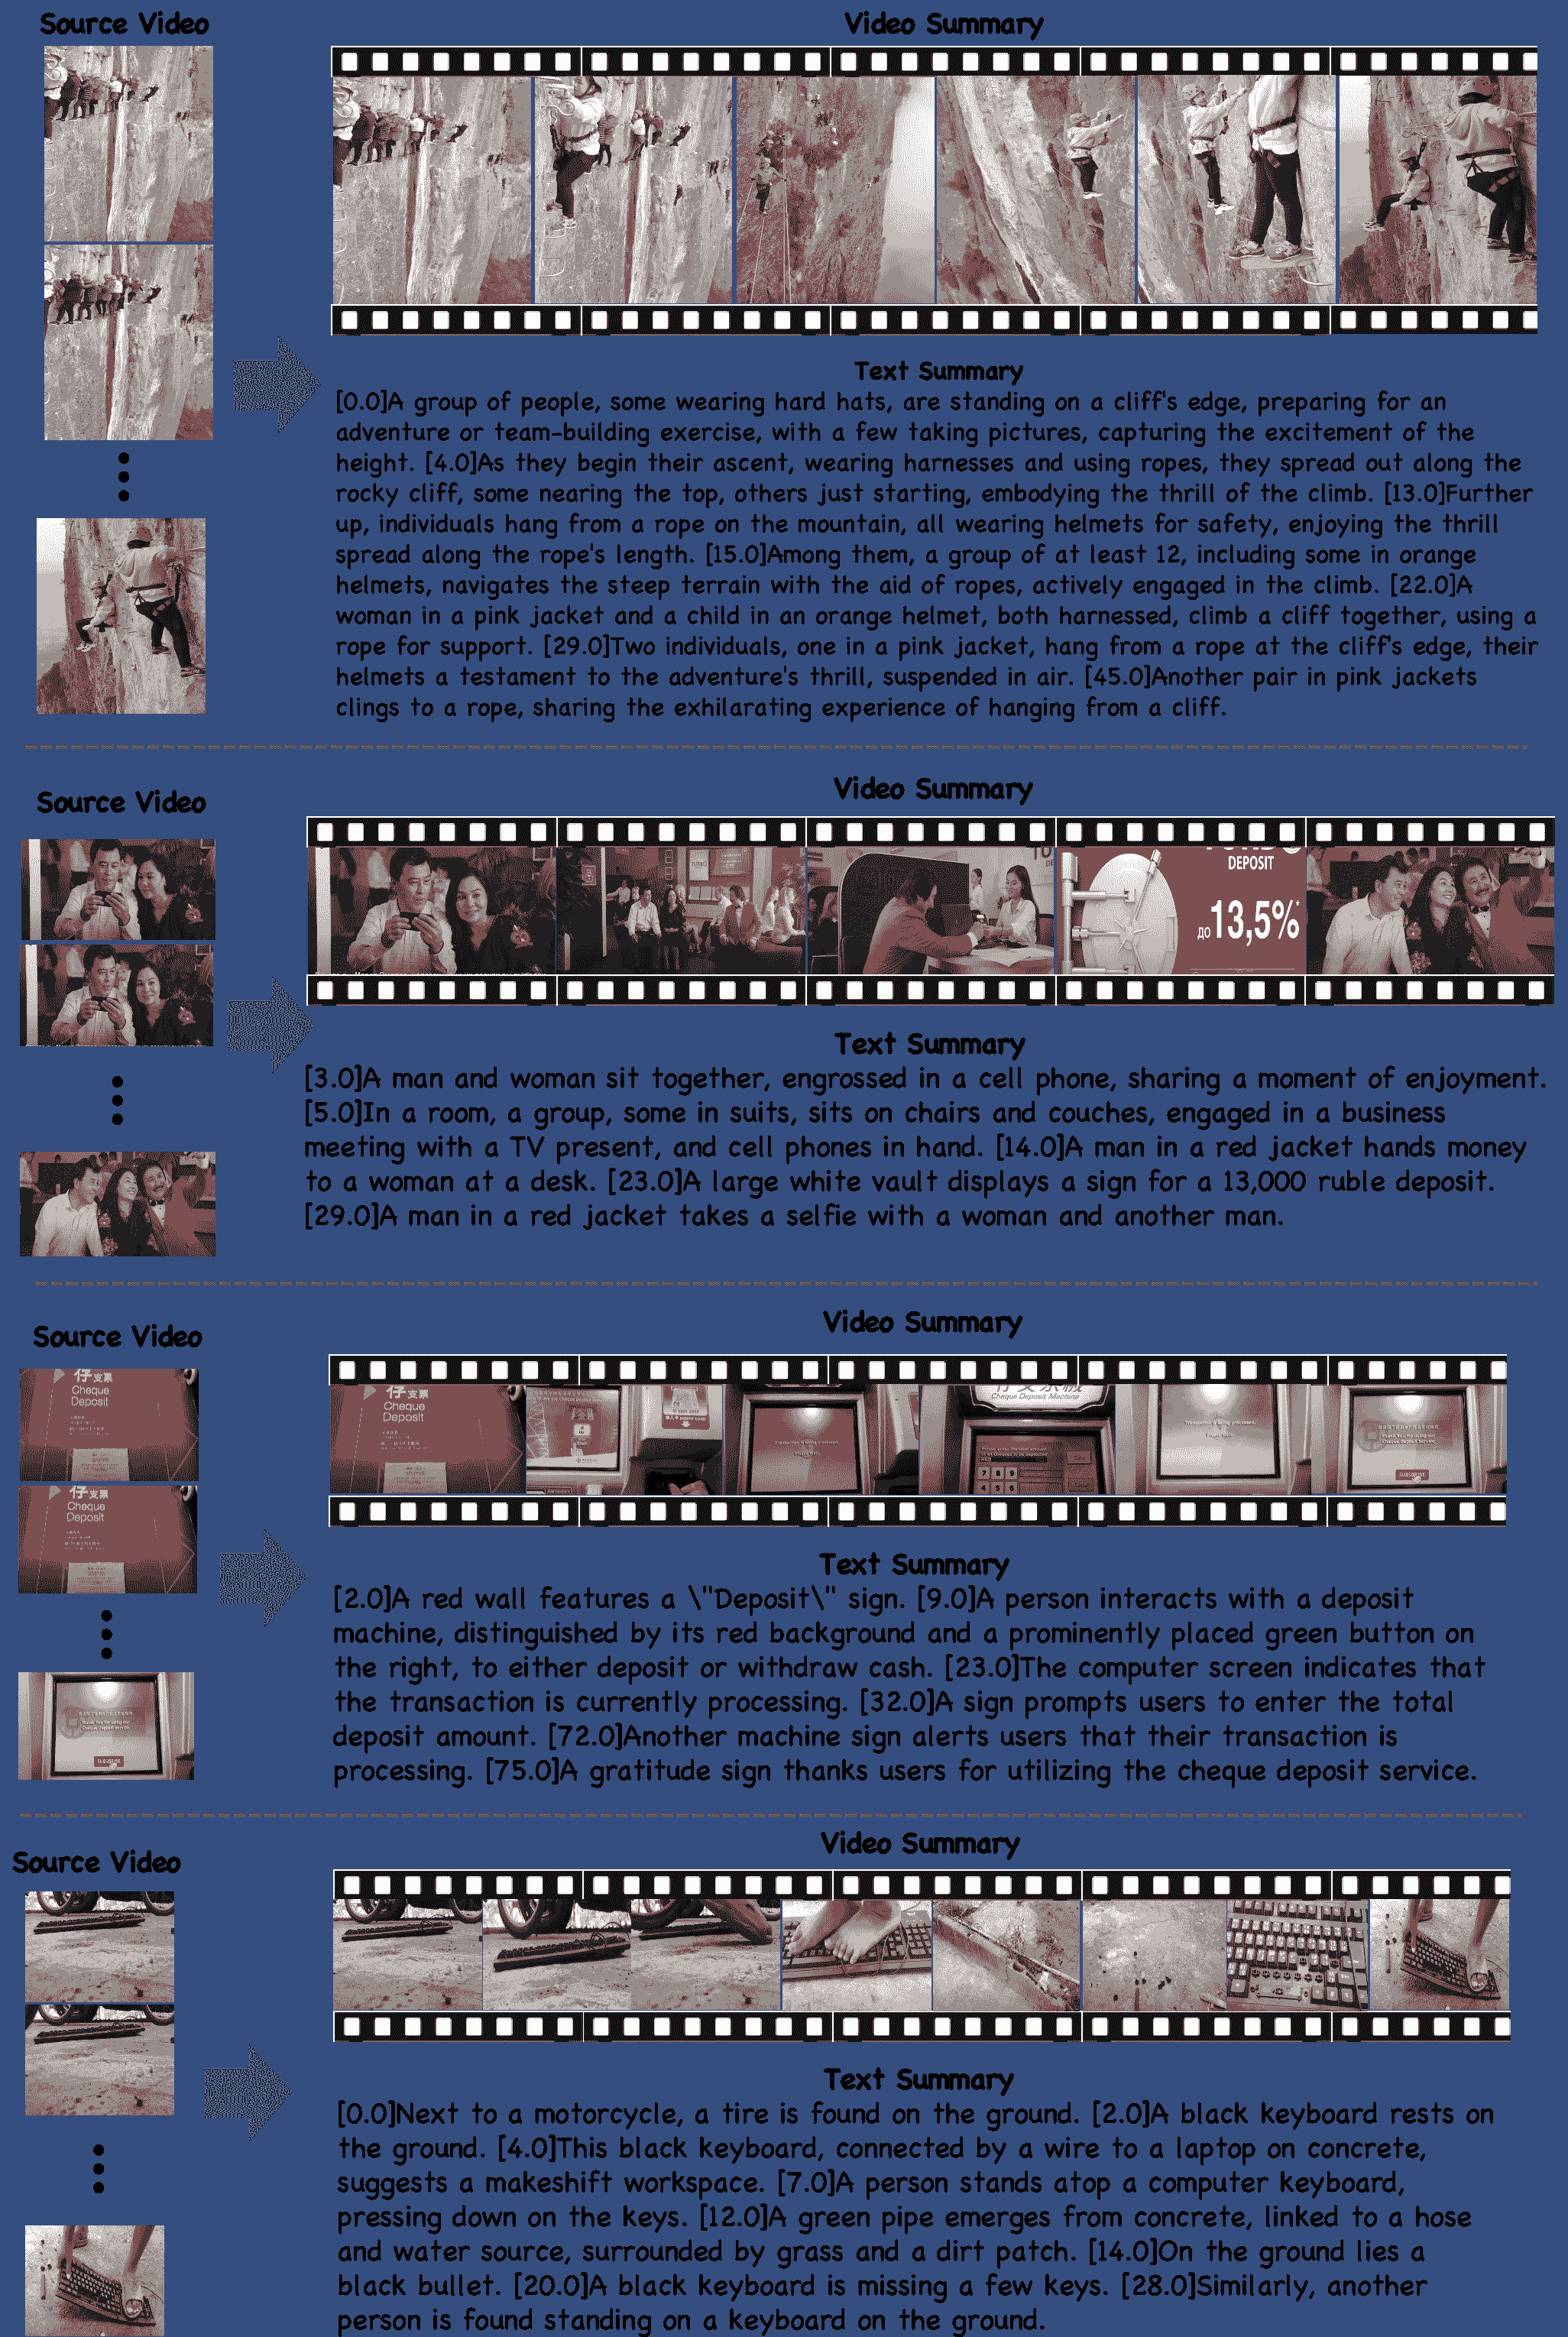 Source Video
Video Summary
Text Summary
[0.0]A group of people, some wearing hard hats, are standing on a cliff's edge, preparing for an
adventure or team-building exercise, with a few taking pictures, capturing the excitement of the
height. [4.0]As they begin their ascent, wearing harnesses and using ropes, they spread out along the
rocky cliff, some nearing the top, others just starting, embodying the thrill of the climb. [13.0]Further
up, individuals hang from a rope on the mountain, all wearing helmets for safety, enjoying the thrill
spread along the rope's length. [15.0]Among them, a group of at least 12, including some in orange
helmets, navigates the steep terrain with the aid of ropes, actively engaged in the climb. [22.0]A
woman in a pink jacket and a child in an orange helmet, both harnessed, climb a cliff together, using a
rope for support. [29.0]Two individuals, one in a pink jacket, hang from a rope at the cliff's edge, their
helmets a testament to the adventure's thrill, suspended in air. [45.0]Another pair in pink jackets
clings to a rope, sharing the exhilarating experience of hanging from a cliff.
Source Video
Video Summary
DEPOSIT
до 13,5%*
Text Summary
[3.0]A man and woman sit together, engrossed in a cell phone, sharing a moment of enjoyment.
[5.0]In a room, a group, some in suits, sits on chairs and couches, engaged in a business
meeting with a TV present, and cell phones in hand. [14.0]A man in a red jacket hands money
to a woman at a desk. [23.0]A large white vault displays a sign for a 13,000 ruble deposit.
[29.0]A man in a red jacket takes a selfie with a woman and another man.
Source Video
Video Summary
仔支票
Cheque
Deposit
仔支票
Cheque
Deposit
仔支票
Cheque
Deposit
Cheque Deposit Machine
Transaction is being processed.
Thank You for using our
Cheque Deposit Service
SUBSCRIBE
7 8 9
Text Summary
[2.0]A red wall features a \"Deposit\" sign. [9.0]A person interacts with a deposit
machine, distinguished by its red background and a prominently placed green button on
the right, to either deposit or withdraw cash. [23.0]The computer screen indicates that
the transaction is currently processing. [32.0]A sign prompts users to enter the total
deposit amount. [72.0]Another machine sign alerts users that their transaction is
processing. [75.0]A gratitude sign thanks users for utilizing the cheque deposit service.
Source Video
Video Summary
Text Summary
[0.0]Next to a motorcycle, a tire is found on the ground. [2.0]A black keyboard rests on
the ground. [4.0]This black keyboard, connected by a wire to a laptop on concrete,
suggests a makeshift workspace. [7.0]A person stands atop a computer keyboard,
pressing down on the keys. [12.0]A green pipe emerges from concrete, linked to a hose
and water source, surrounded by grass and a dirt patch. [14.0]On the ground lies a
black bullet. [20.0]A black keyboard is missing a few keys. [28.0]Similarly, another
person is found standing on a keyboard on the ground.